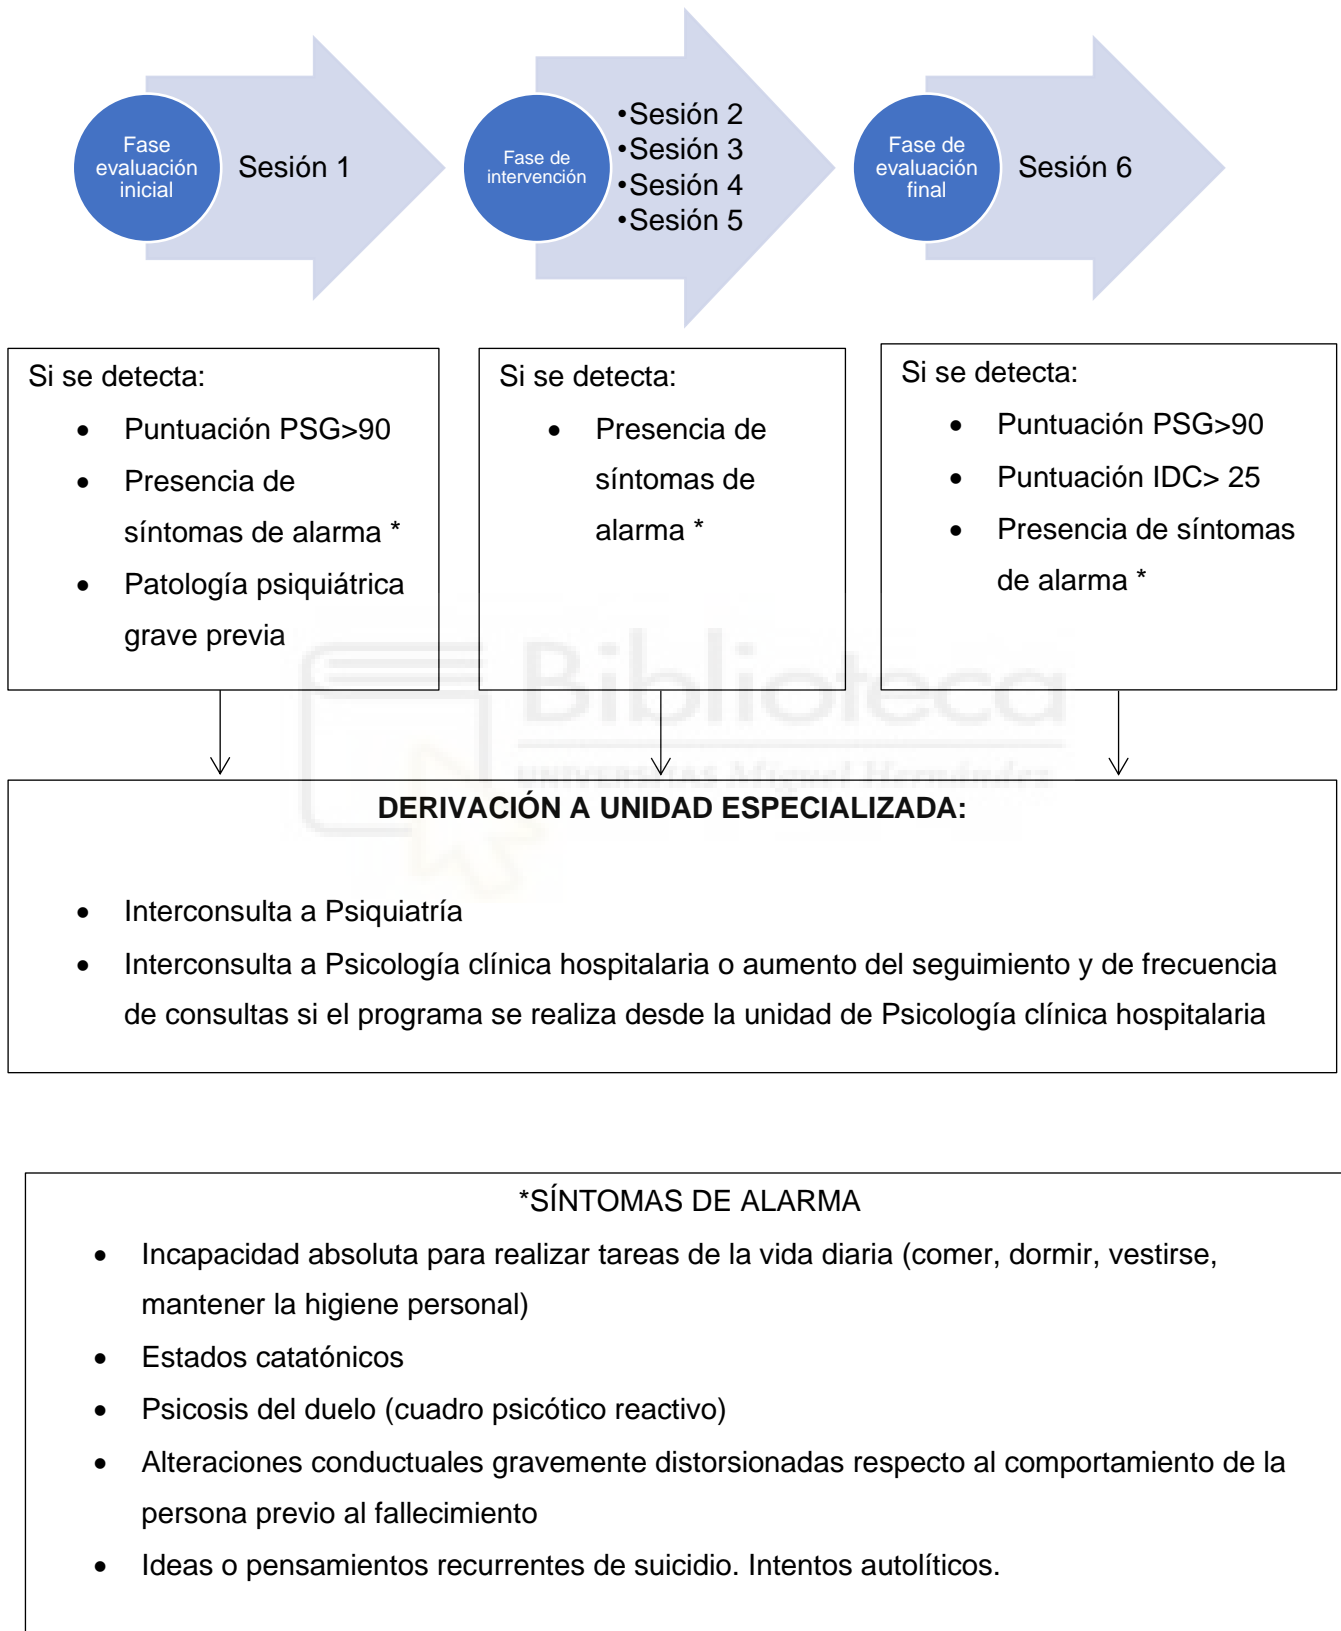 Fase
evaluación
inicial
Sesión 1
Fase de
intervención
•Sesión 2
•Sesión 3
•Sesión 4
•Sesión 5
Fase de
evaluación
final
Sesión 6
Si se detecta:
• Puntuación PSG>90
• Presencia de
síntomas de alarma *
• Patología psiquiátrica
grave previa
Si se detecta:
• Presencia de
síntomas de
alarma *
Si se detecta:
• Puntuación PSG>90
• Puntuación IDC> 25
• Presencia de síntomas
de alarma *
Biblioteca
UNIVERSITAS Miguel Hernández
DERIVACIÓN A UNIDAD ESPECIALIZADA:
• Interconsulta a Psiquiatría
• Interconsulta a Psicología clínica hospitalaria o aumento del seguimiento y de frecuencia
de consultas si el programa se realiza desde la unidad de Psicología clínica hospitalaria
*SÍNTOMAS DE ALARMA
• Incapacidad absoluta para realizar tareas de la vida diaria (comer, dormir, vestirse,
mantener la higiene personal)
• Estados catatónicos
• Psicosis del duelo (cuadro psicótico reactivo)
• Alteraciones conductuales gravemente distorsionadas respecto al comportamiento de la
persona previo al fallecimiento
• Ideas o pensamientos recurrentes de suicidio. Intentos autolíticos.